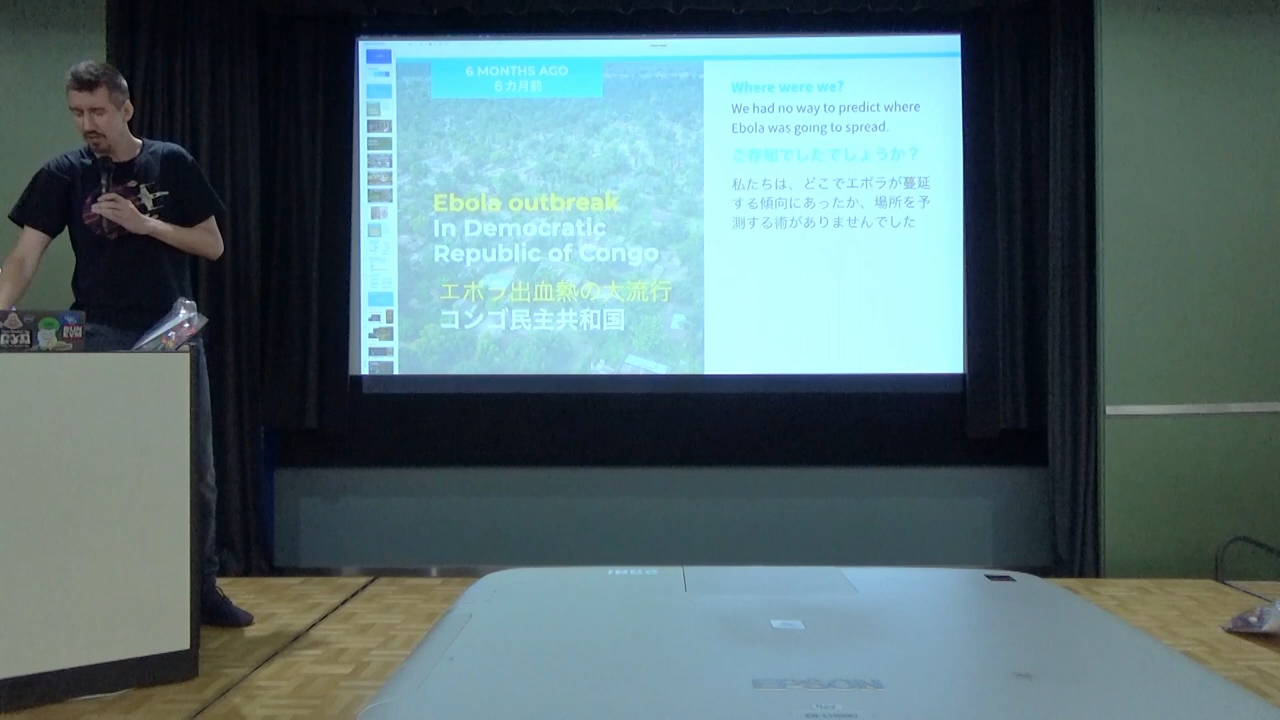 6 MONTHS AGO
6カ月前
Ebola outbreak
In Democratic
Republic of Congo
エボラ出血熱の大流行
コンゴ民主共和国
Where were we?
We had no way to predict where
Ebola was going to spread.
ご存知でしたでしょうか？
私たちは、どこでエボラが蔓延
する傾向にあったか、場所を予
測する術がありませんでした
RUN
EPSON